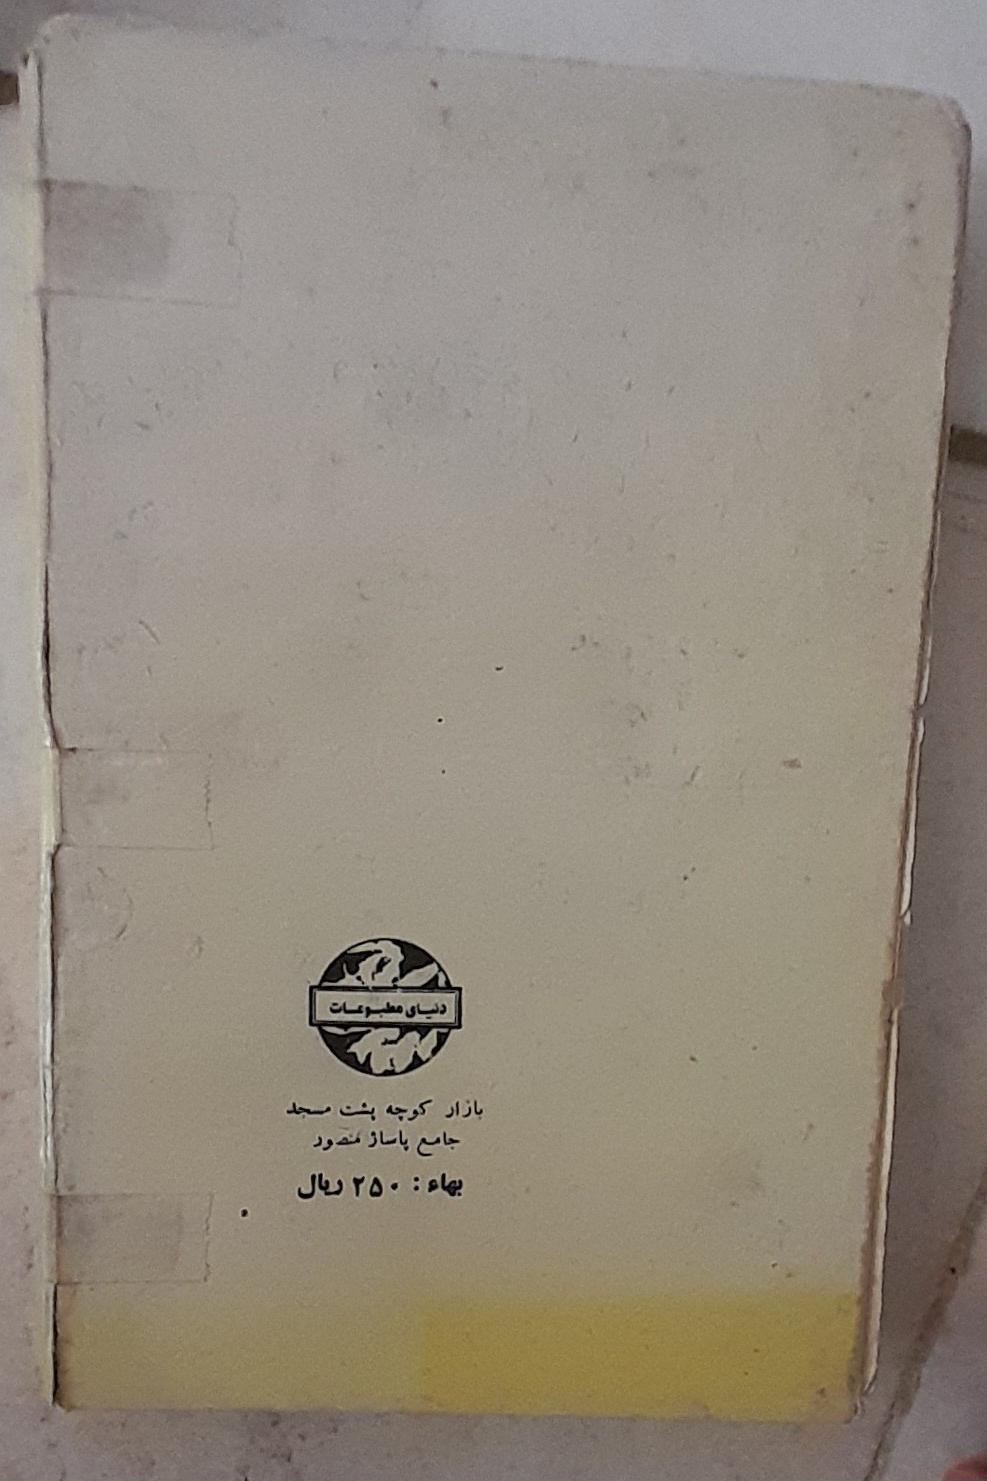 دنیای مطبوعات
بازار کوچه پشت مسجد
جامع پاساژ منصور
بهاء: ۲۵۰ ریال